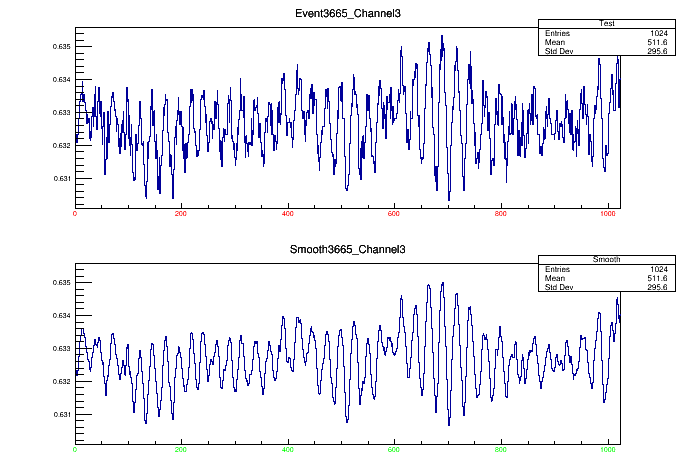 Event3665_Channel3
Test
Entries 1024
Mean 511.6
Std Dev 295.6
0.635
0.634
0.633
0.632
0.631
0 200 400 600 800 1000
Smooth3665_Channel3
Smooth
Entries 1024
Mean 511.6
Std Dev 295.6
0.635
0.634
0.633
0.632
0.631
0 200 400 600 800 1000